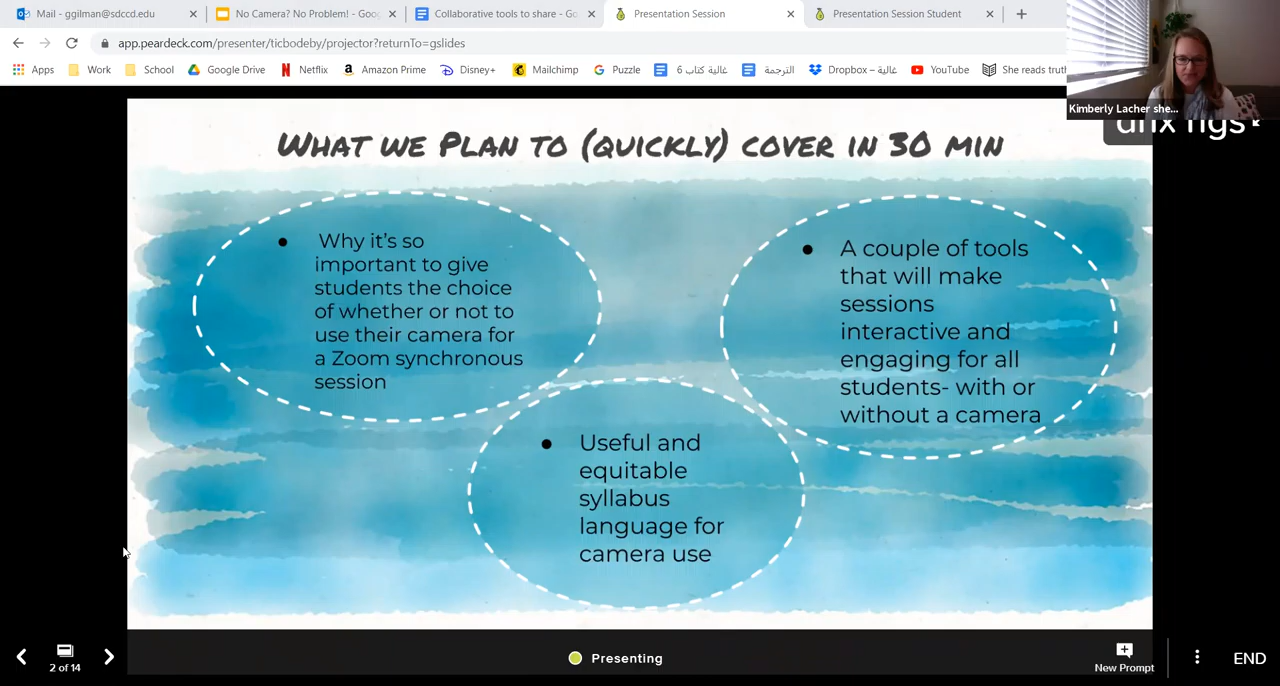 Mail - ggilman@sdccd.edu
No Camera? No Problem! - Goo
Collaborative tools to share - Go
Presentation Session
Presentation Session Student
app.peardeck.com/presenter/ticbodeby/projector?returnTo=gslides
Apps
Work
School
Google Drive
Netflix
Amazon Prime
Disney+
Mailchimp
Puzzle
غالية كتاب 6
الترجمة
Dropbox – غالية
YouTube
She reads truth
Kimberly Lacher she...
WHAT WE PLAN TO (QUICKLY) COVER IN 30 MIN
• Why it's so
important to give
students the choice
of whether or not to
use their camera for
a Zoom synchronous
session
• A couple of tools
that will make
sessions
interactive and
engaging for all
students- with or
without a camera
• Useful and
equitable
syllabus
language for
camera use
2 of 14
Presenting
New Prompt
END